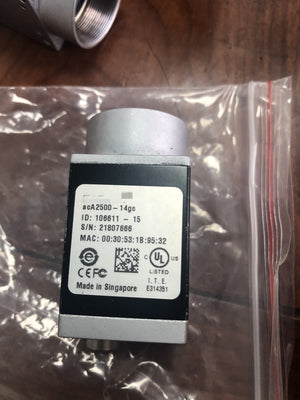 acA2500-14gc
ID: 106611 - 15
S/N: 21807666
MAC: 00:30:53:1B:95:32
UL
C US
LISTED
CE FC
I.T.E.
Made in Singapore
E314351